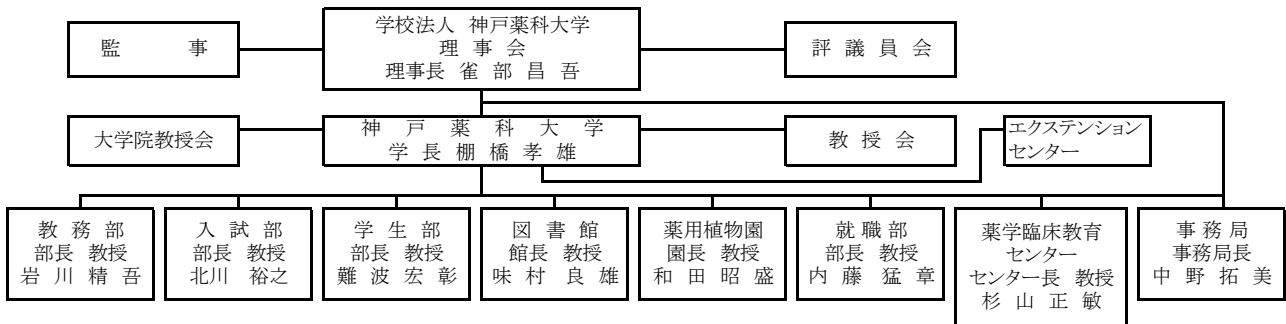 監　　　事
学校法人 神戸薬科大学
理 事 会
理事長 雀 部 昌 吾
評 議 員 会
大学院教授会
神 戸 薬 科 大 学
学 長 棚 橋 孝 雄
教 授 会
エクステンション
センター
教 務 部
部長 教授
岩 川 精 吾
入 試 部
部長 教授
北川 裕之
学 生 部
部長 教授
難 波 宏 彰
図 書 館
館長 教授
味 村 良 雄
薬用植物園
園長 教授
和 田 昭 盛
就 職 部
部長 教授
内 藤 猛 章
薬学臨床教育
センター
センター長 教授
杉 山 正 敏
事 務 局
事務局長
中 野 拓 美